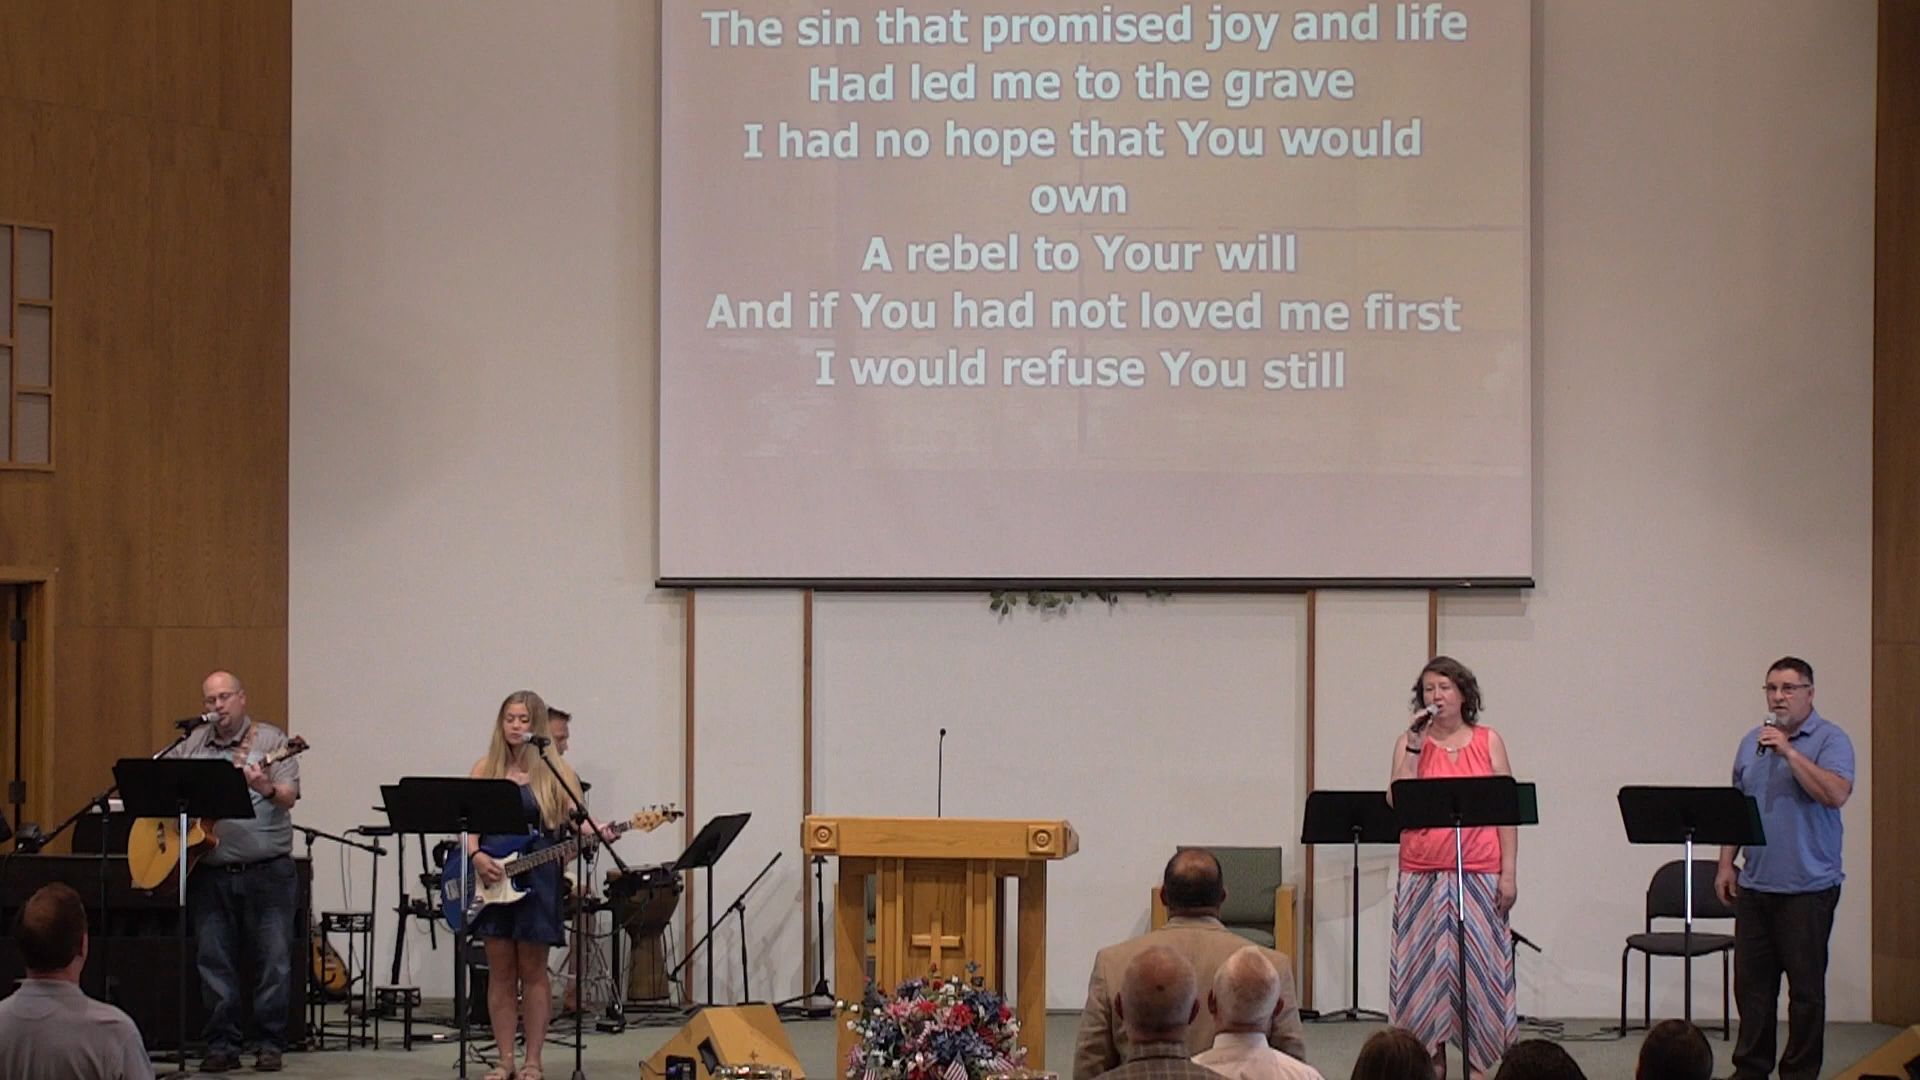 The sin that promised joy and life
Had led me to the grave
I had no hope that You would
own
A rebel to Your will
And if You had not loved me first
I would refuse You still